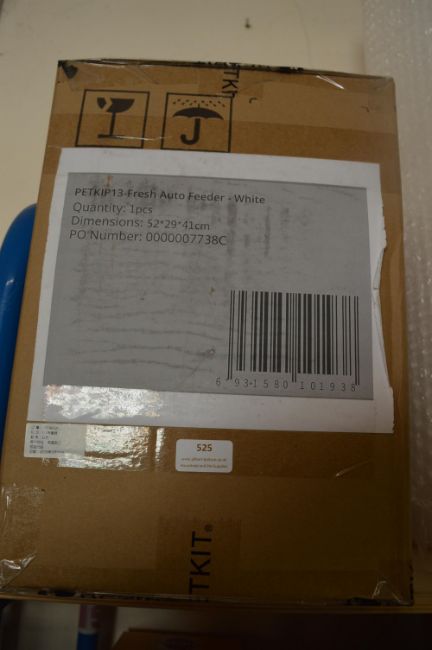 TKIT
PETKIP13-Fresh Auto Feeder - White
Quantity: 1pcs
Dimensions: 52*29*41cm
PO Number: 0000007738C
6 931580 101938
525
TKIT®